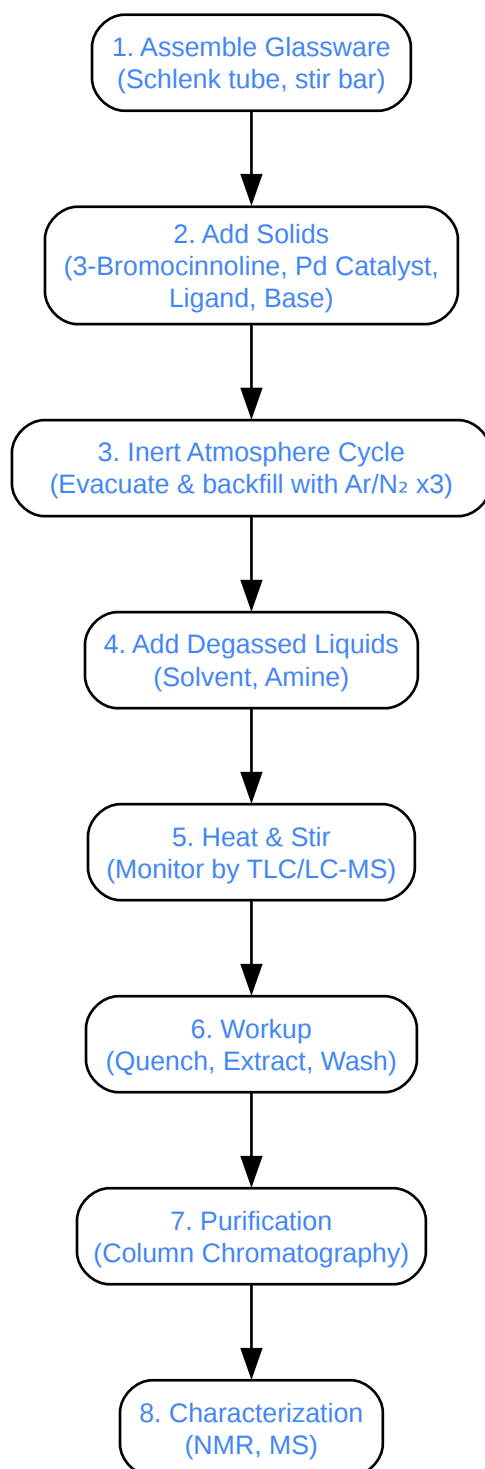 1. Assemble Glassware
(Schlenk tube, stir bar)
2. Add Solids
(3-Bromocinnoline, Pd Catalyst,
Ligand, Base)
3. Inert Atmosphere Cycle
(Evacuate & backfill with Ar/N₂ x3)
4. Add Degassed Liquids
(Solvent, Amine)
5. Heat & Stir
(Monitor by TLC/LC-MS)
6. Workup
(Quench, Extract, Wash)
7. Purification
(Column Chromatography)
8. Characterization
(NMR, MS)